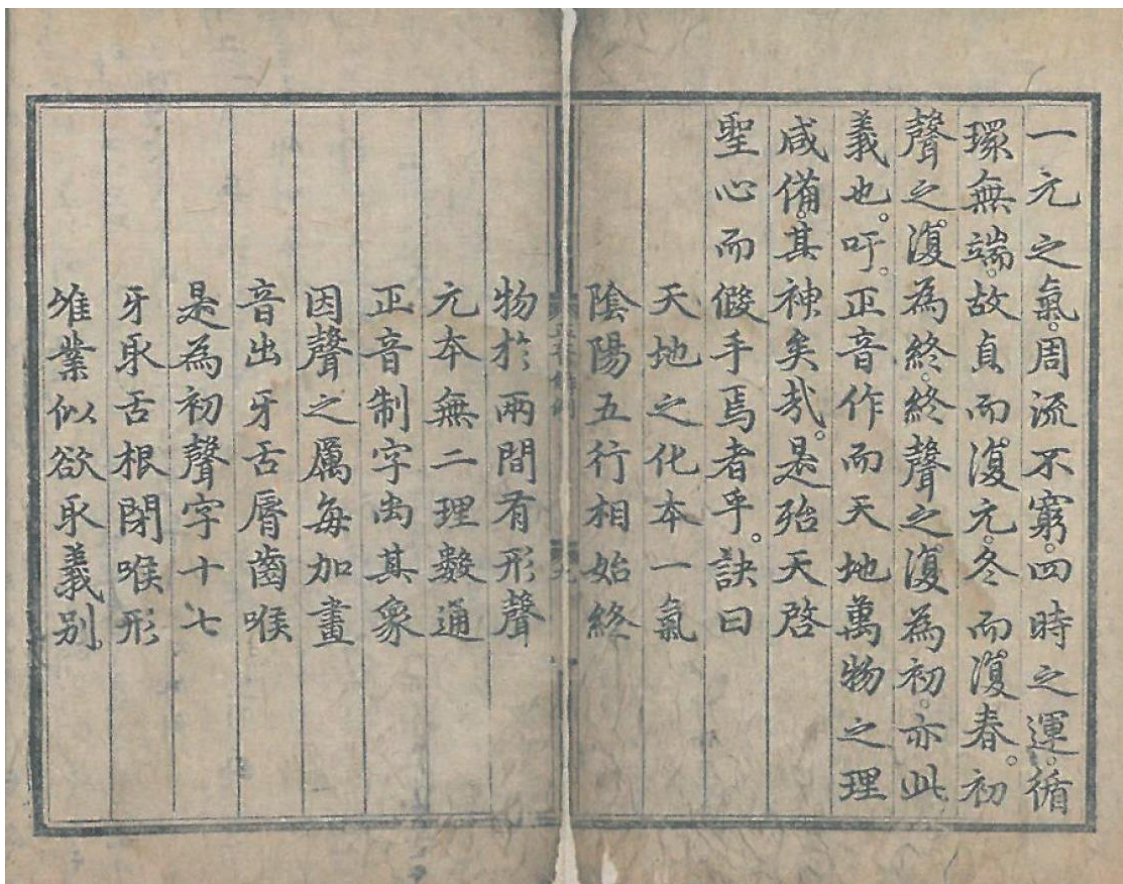 一元之氣。周流不窮。四時之運。循
環無端。故貞而復元。冬而復春。初
聲之復為終。終聲之復為初。亦此
義也。吁。正音作而天地萬物之理
咸備。其神矣哉。是殆天啓
聖心而假手焉者乎。訣曰
天地之化本一氣
陰陽五行相始終
物於兩間有形聲
元本無二理數通
正音制字尚其象
因聲之厲每加畫
音出牙舌脣齒喉
是為初聲字十七
牙取舌根閉喉形
唯業似欲取義別。